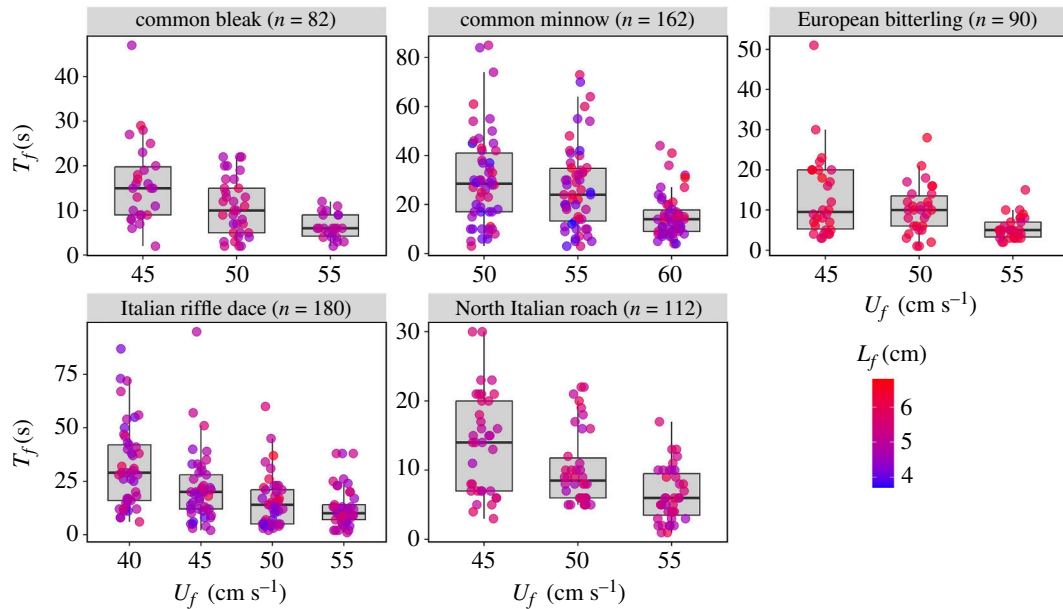 common bleak (n = 82)
common minnow (n = 162)
European bitterling (n = 90)
T_f(s)
40
30
20
10
0
45 50 55
80
60
40
20
0
50 55 60
50
40
30
20
10
0
45 50 55
U_f (cm s⁻¹)
Italian riffle dace (n = 180)
North Italian roach (n = 112)
T_f(s)
75
50
25
0
40 45 50 55
U_f (cm s⁻¹)
30
20
10
0
45 50 55
U_f (cm s⁻¹)
L_f (cm)
6
5
4